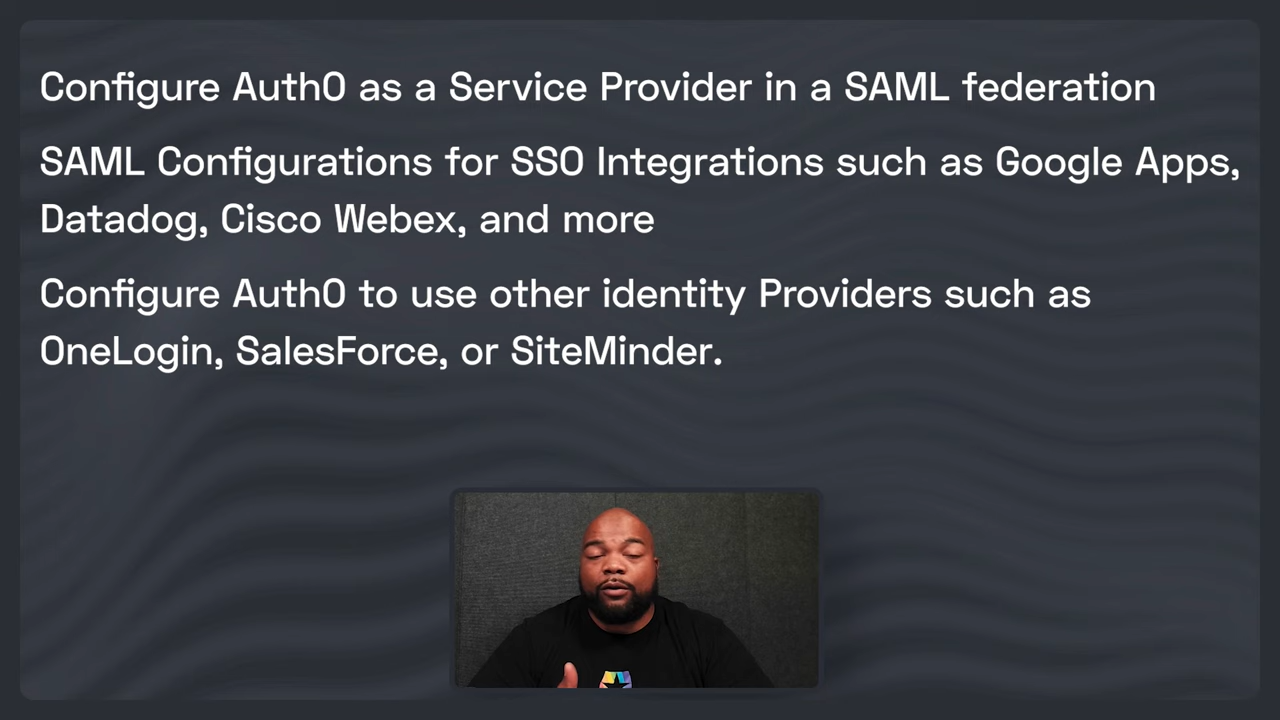 Configure Auth0 as a Service Provider in a SAML federation
SAML Configurations for SSO Integrations such as Google Apps,
Datadog, Cisco Webex, and more
Configure Auth0 to use other identity Providers such as
OneLogin, SalesForce, or SiteMinder.